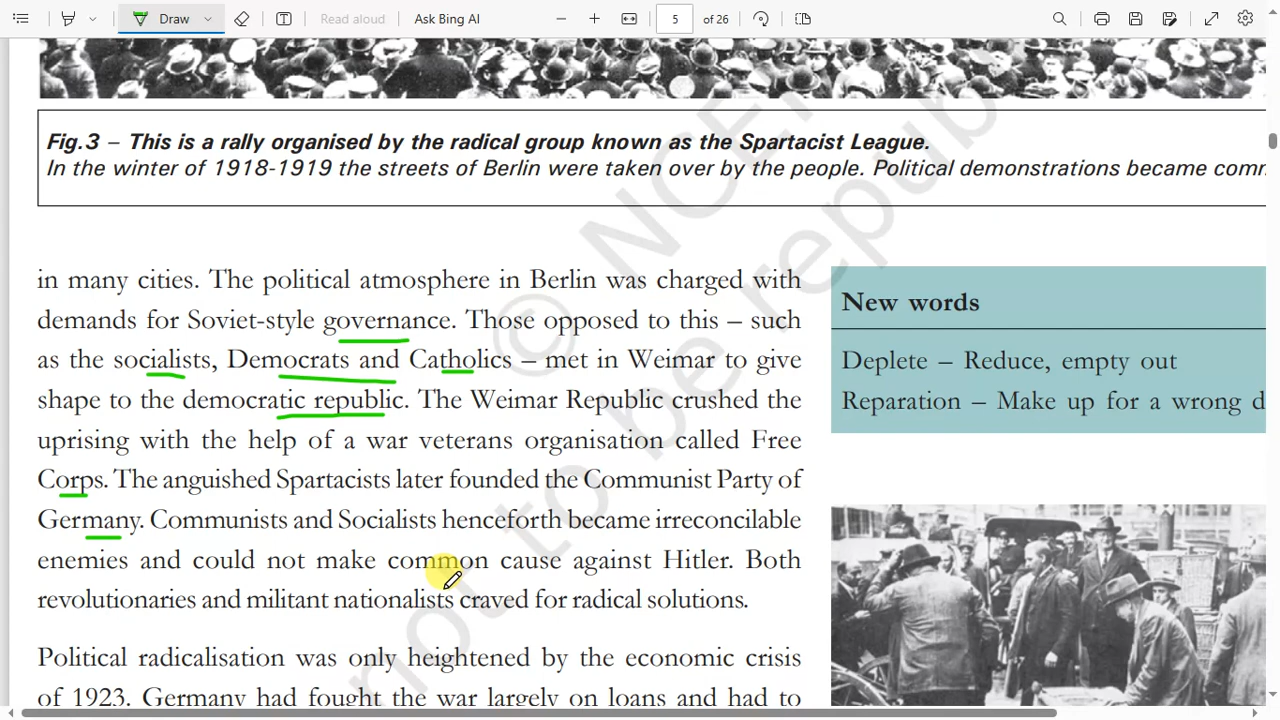 Draw
Read aloud
Ask Bing AI
5
of 26
Fig.3 – This is a rally organised by the radical group known as the Spartacist League.
In the winter of 1918-1919 the streets of Berlin were taken over by the people. Political demonstrations became
in many cities. The political atmosphere in Berlin was charged with
demands for Soviet-style governance. Those opposed to this – such
as the socialists, Democrats and Catholics – met in Weimar to give
shape to the democratic republic. The Weimar Republic crushed the
uprising with the help of a war veterans organisation called Free
Corps. The anguished Spartacists later founded the Communist Party of
Germany. Communists and Socialists henceforth became irreconcilable
enemies and could not make common cause against Hitler. Both
revolutionaries and militant nationalists craved for radical solutions.
Political radicalisation was only heightened by the economic crisis
of 1923. Germany had fought the war largely on loans and had to
New words
Deplete – Reduce, empty out
Reparation – Make up for a wrong
©
not to be republ